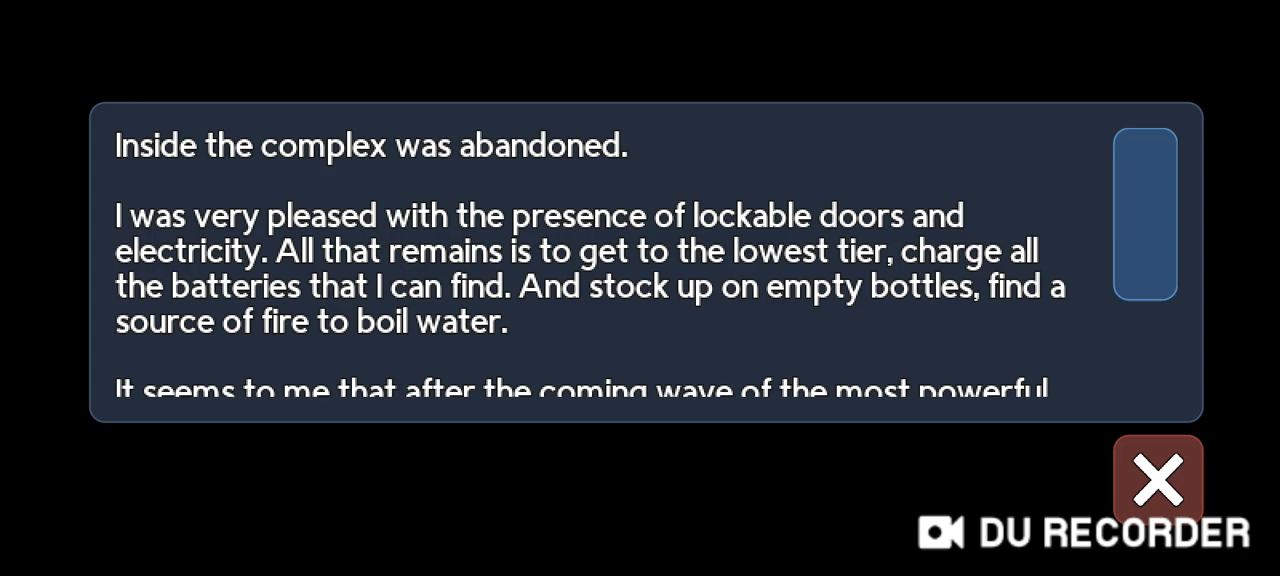 Inside the complex was abandoned.
I was very pleased with the presence of lockable doors and
electricity. All that remains is to get to the lowest tier, charge all
the batteries that I can find. And stock up on empty bottles, find a
source of fire to boil water.
It seems to me that after the coming wave of the most powerful
DU RECORDER